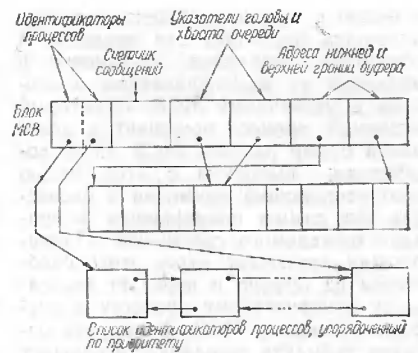 Идентификаторы
процессов
Указатели головы и
хвоста очереди
Счетчик
сообщений
Адреса нижней и
верхней границ буфера
Блок
МСВ
Список идентификаторов процессов, упорядоченный
по приоритету